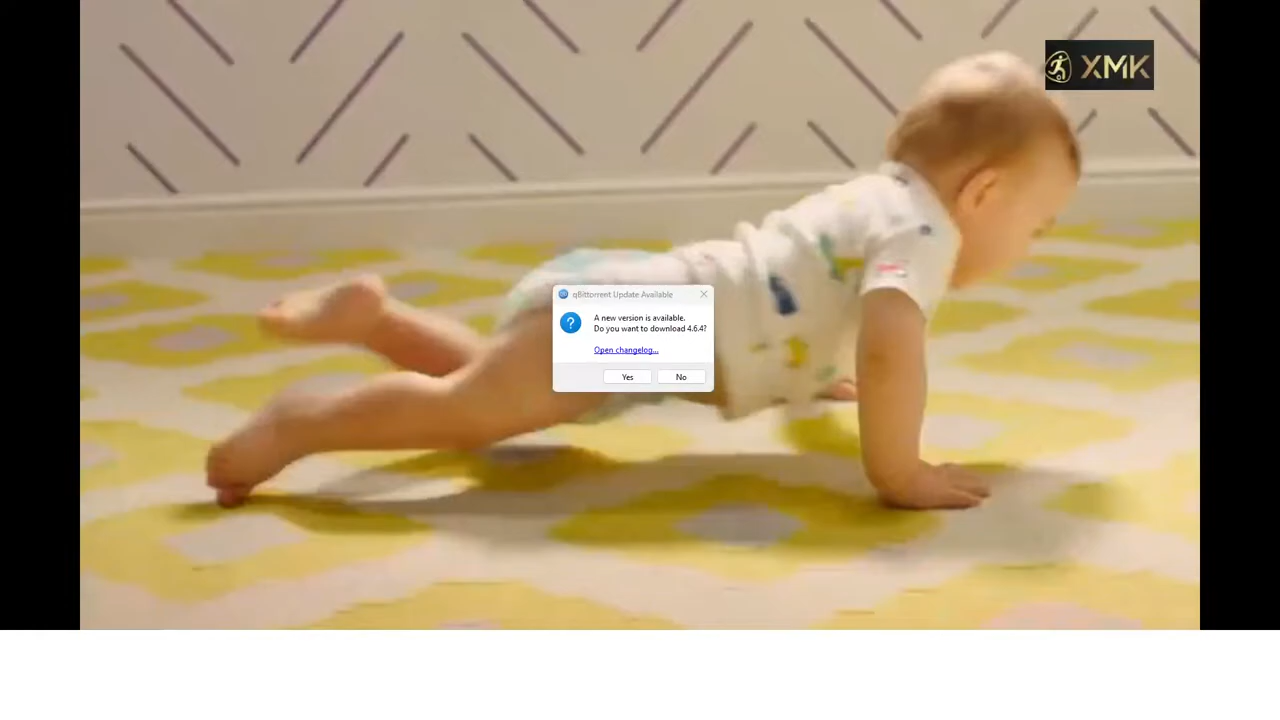 XMK
qBittorrent Update Available
A new version is available.
Do you want to download 4.6.4?
Open changelog...
Yes
No